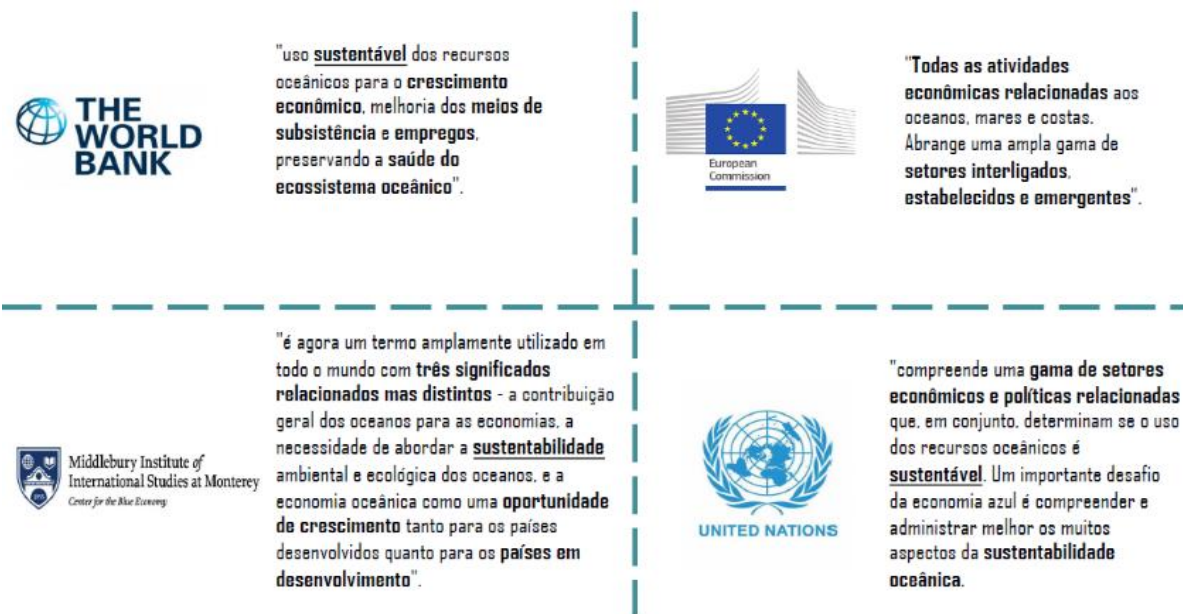 THE
WORLD
BANK
"uso sustentável dos recursos
oceânicos para o crescimento
econômico, melhoria dos meios de
subsistência e empregos,
preservando a saúde do
ecossistema oceânico".
European
Commission
"Todas as atividades
econômicas relacionadas aos
oceanos, mares e costas.
Abrange uma ampla gama de
setores interligados,
estabelecidos e emergentes".
Middlebury Institute of
International Studies at Monterey
Center for the Blue Economy
"é agora um termo amplamente utilizado em
todo o mundo com três significados
relacionados mas distintos - a contribuição
geral dos oceanos para as economias, a
necessidade de abordar a sustentabilidade
ambiental e ecológica dos oceanos, e a
economia oceânica como uma oportunidade
de crescimento tanto para os países
desenvolvidos quanto para os países em
desenvolvimento".
UNITED NATIONS
"compreende uma gama de setores
econômicos e políticas relacionadas
que, em conjunto, determinam se o uso
dos recursos oceânicos é
sustentável. Um importante desafio
da economia azul é compreender e
administrar melhor os muitos
aspectos da sustentabilidade
oceânica.